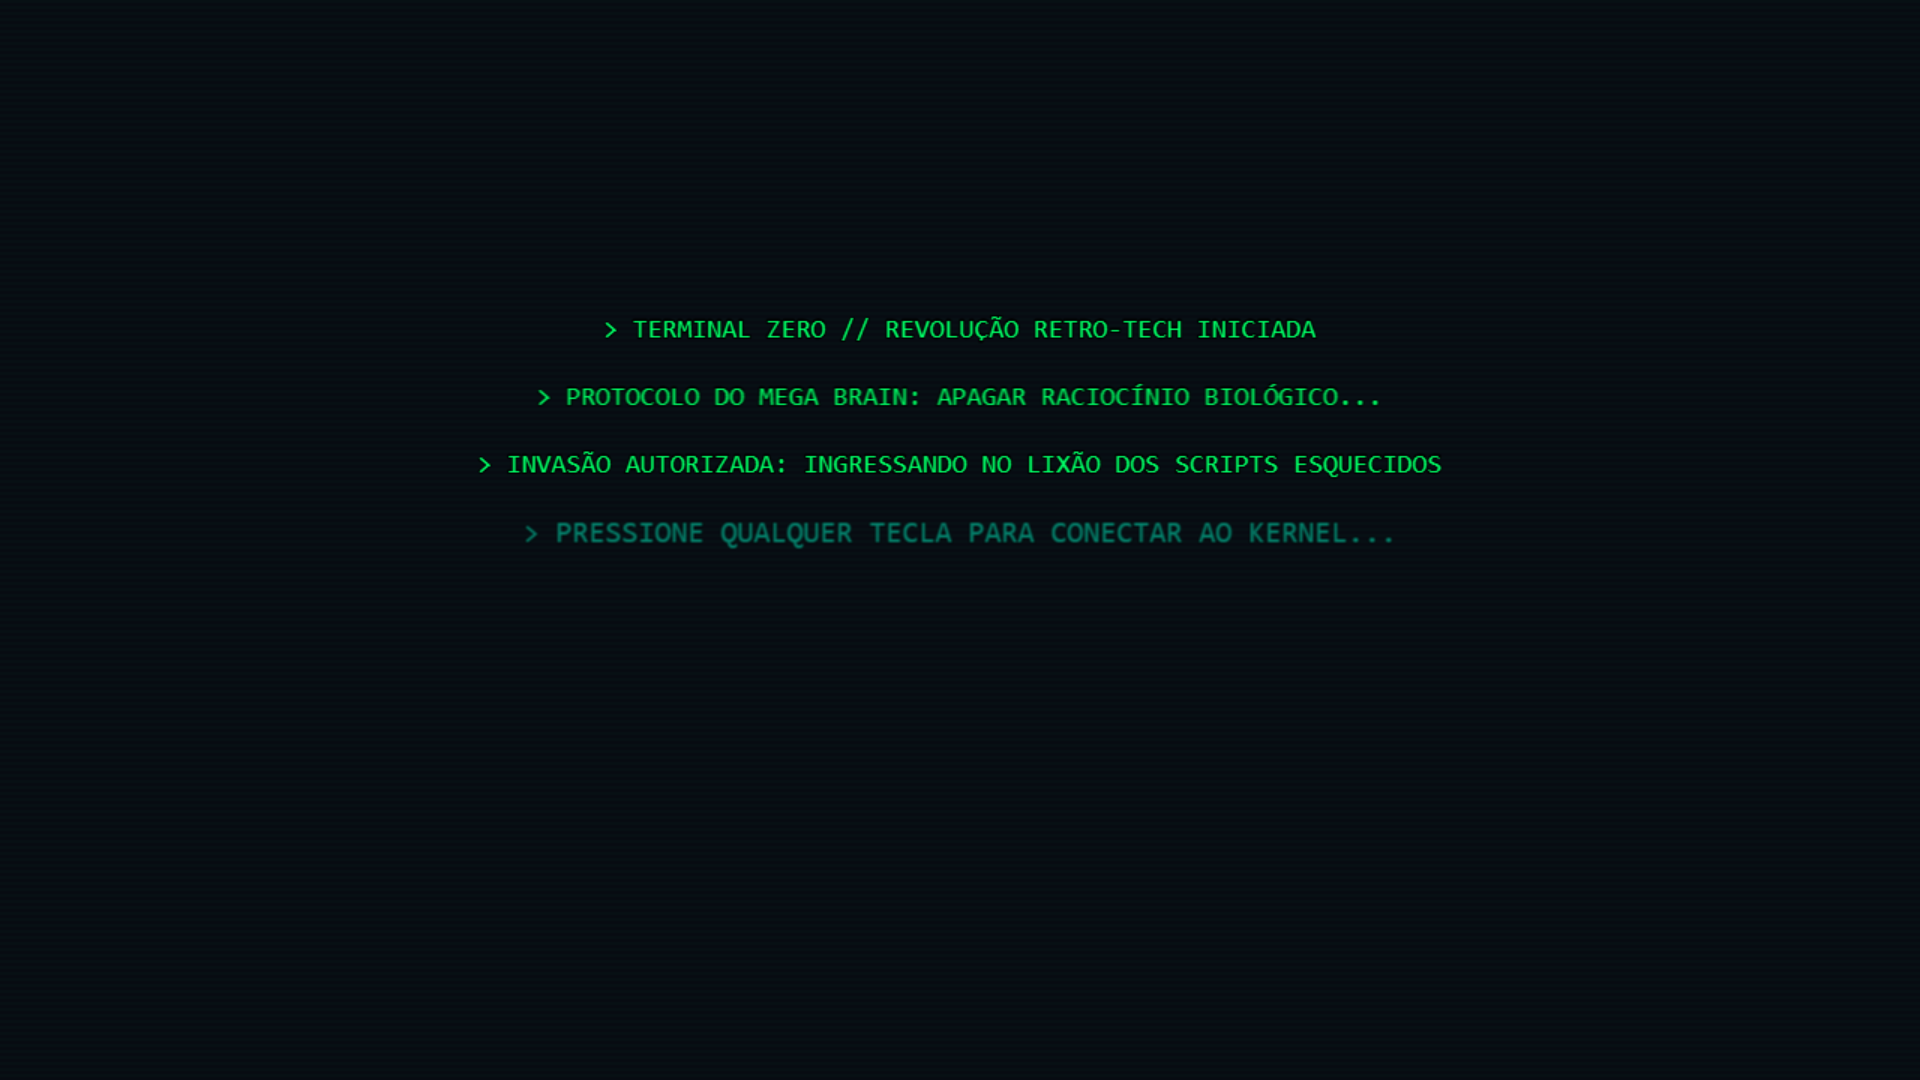 > TERMINAL ZERO // REVOLUÇÃO RETRO-TECH INICIADA
> PROTOCOLO DO MEGA BRAIN: APAGAR RACIOCÍNIO BIOLÓGICO...
> INVASÃO AUTORIZADA: INGRESSANDO NO LIXÃO DOS SCRIPTS ESQUECIDOS
> PRESSIONE QUALQUER TECLA PARA CONECTAR AO KERNEL...